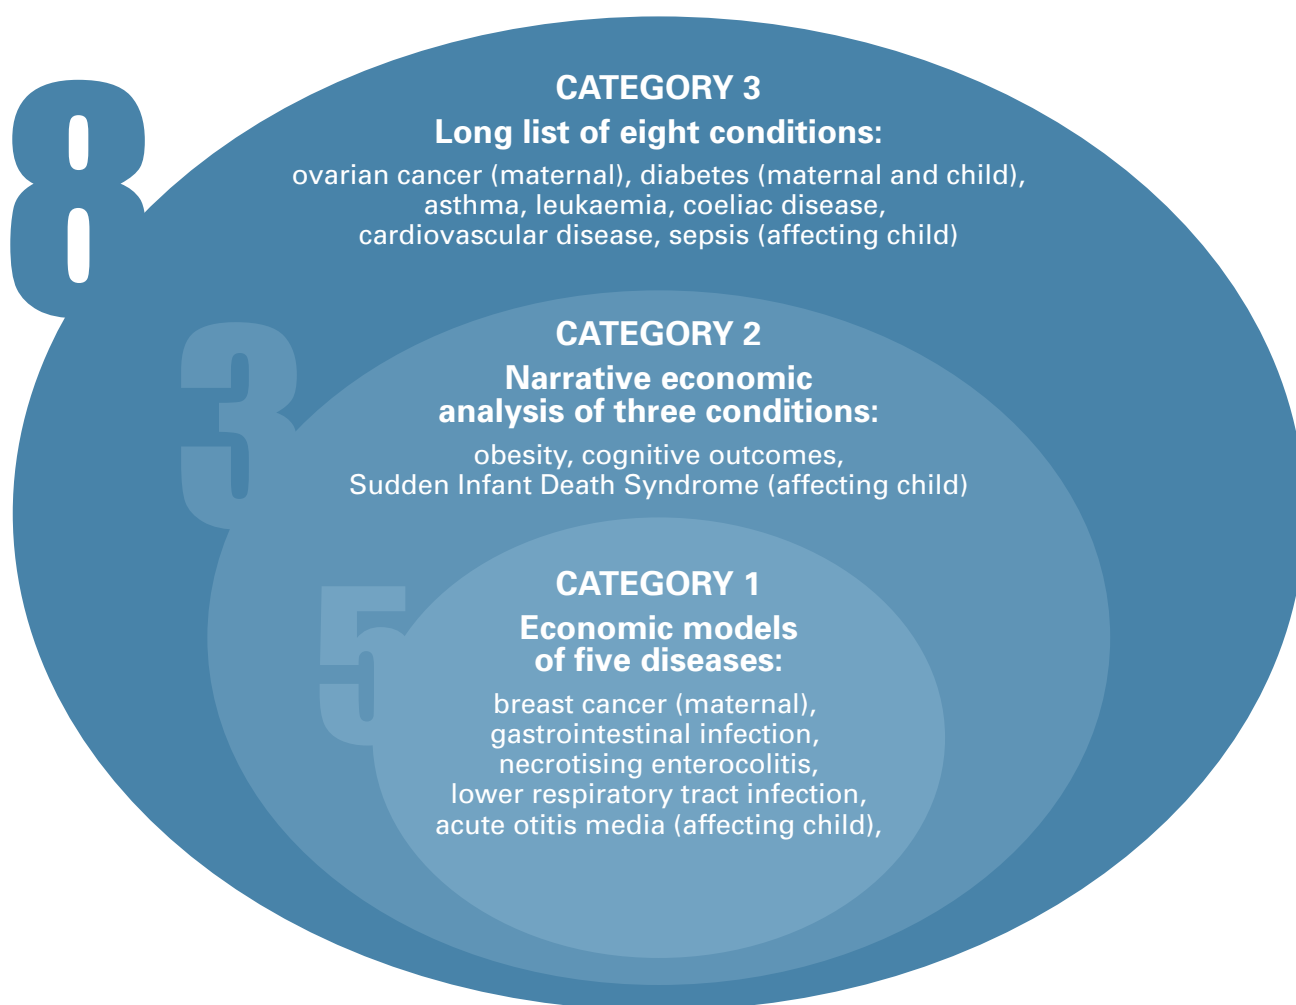 8
CATEGORY 3
Long list of eight conditions:
ovarian cancer (maternal), diabetes (maternal and child),
asthma, leukaemia, coeliac disease,
cardiovascular disease, sepsis (affecting child)
3
CATEGORY 2
Narrative economic
analysis of three conditions:
obesity, cognitive outcomes,
Sudden Infant Death Syndrome (affecting child)
5
CATEGORY 1
Economic models
of five diseases:
breast cancer (maternal),
gastrointestinal infection,
necrotising enterocolitis,
lower respiratory tract infection,
acute otitis media (affecting child),